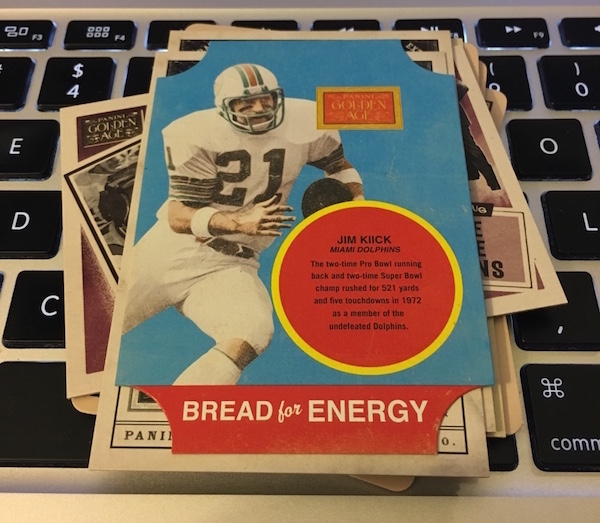 F3
F4
F9
$
4
)
0
E
O
D
C
,
⌘
comm
PANINI
GOLDEN
AGE
PANINI
GOLDEN
AGE
21
21
JIM KIICK
MIAMI DOLPHINS
The two-time Pro Bowl running
back and two-time Super Bowl
champ rushed for 521 yards
and five touchdowns in 1972
as a member of the
undefeated Dolphins.
BREAD for ENERGY
PANI
O.
NG
E
NS